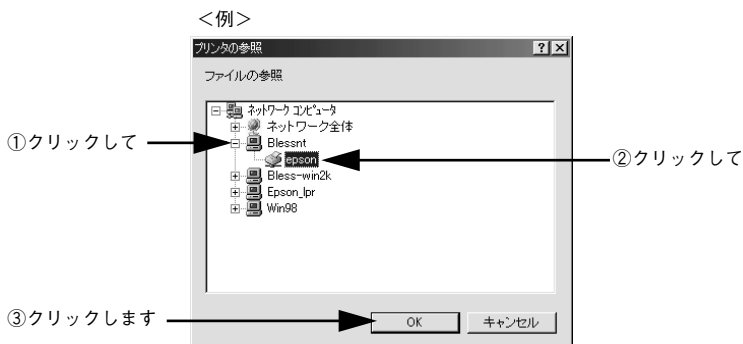 ＜例＞
プリンタの参照
ファイルの参照
ネットワーク コンピュータ
ネットワーク全体
①クリックして
Blessnt
epson
②クリックして
Bless-win2k
Epson_lpr
Win98
③クリックします
OK
キャンセル